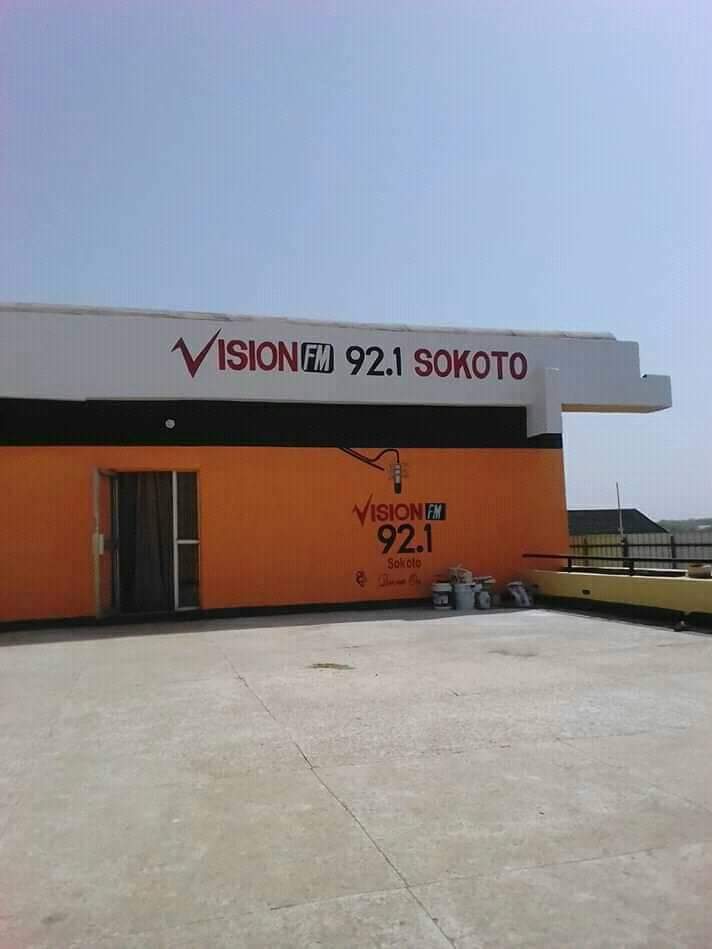 VISION FM 92.1 SOKOTO
VISION FM
92.1
Sokoto